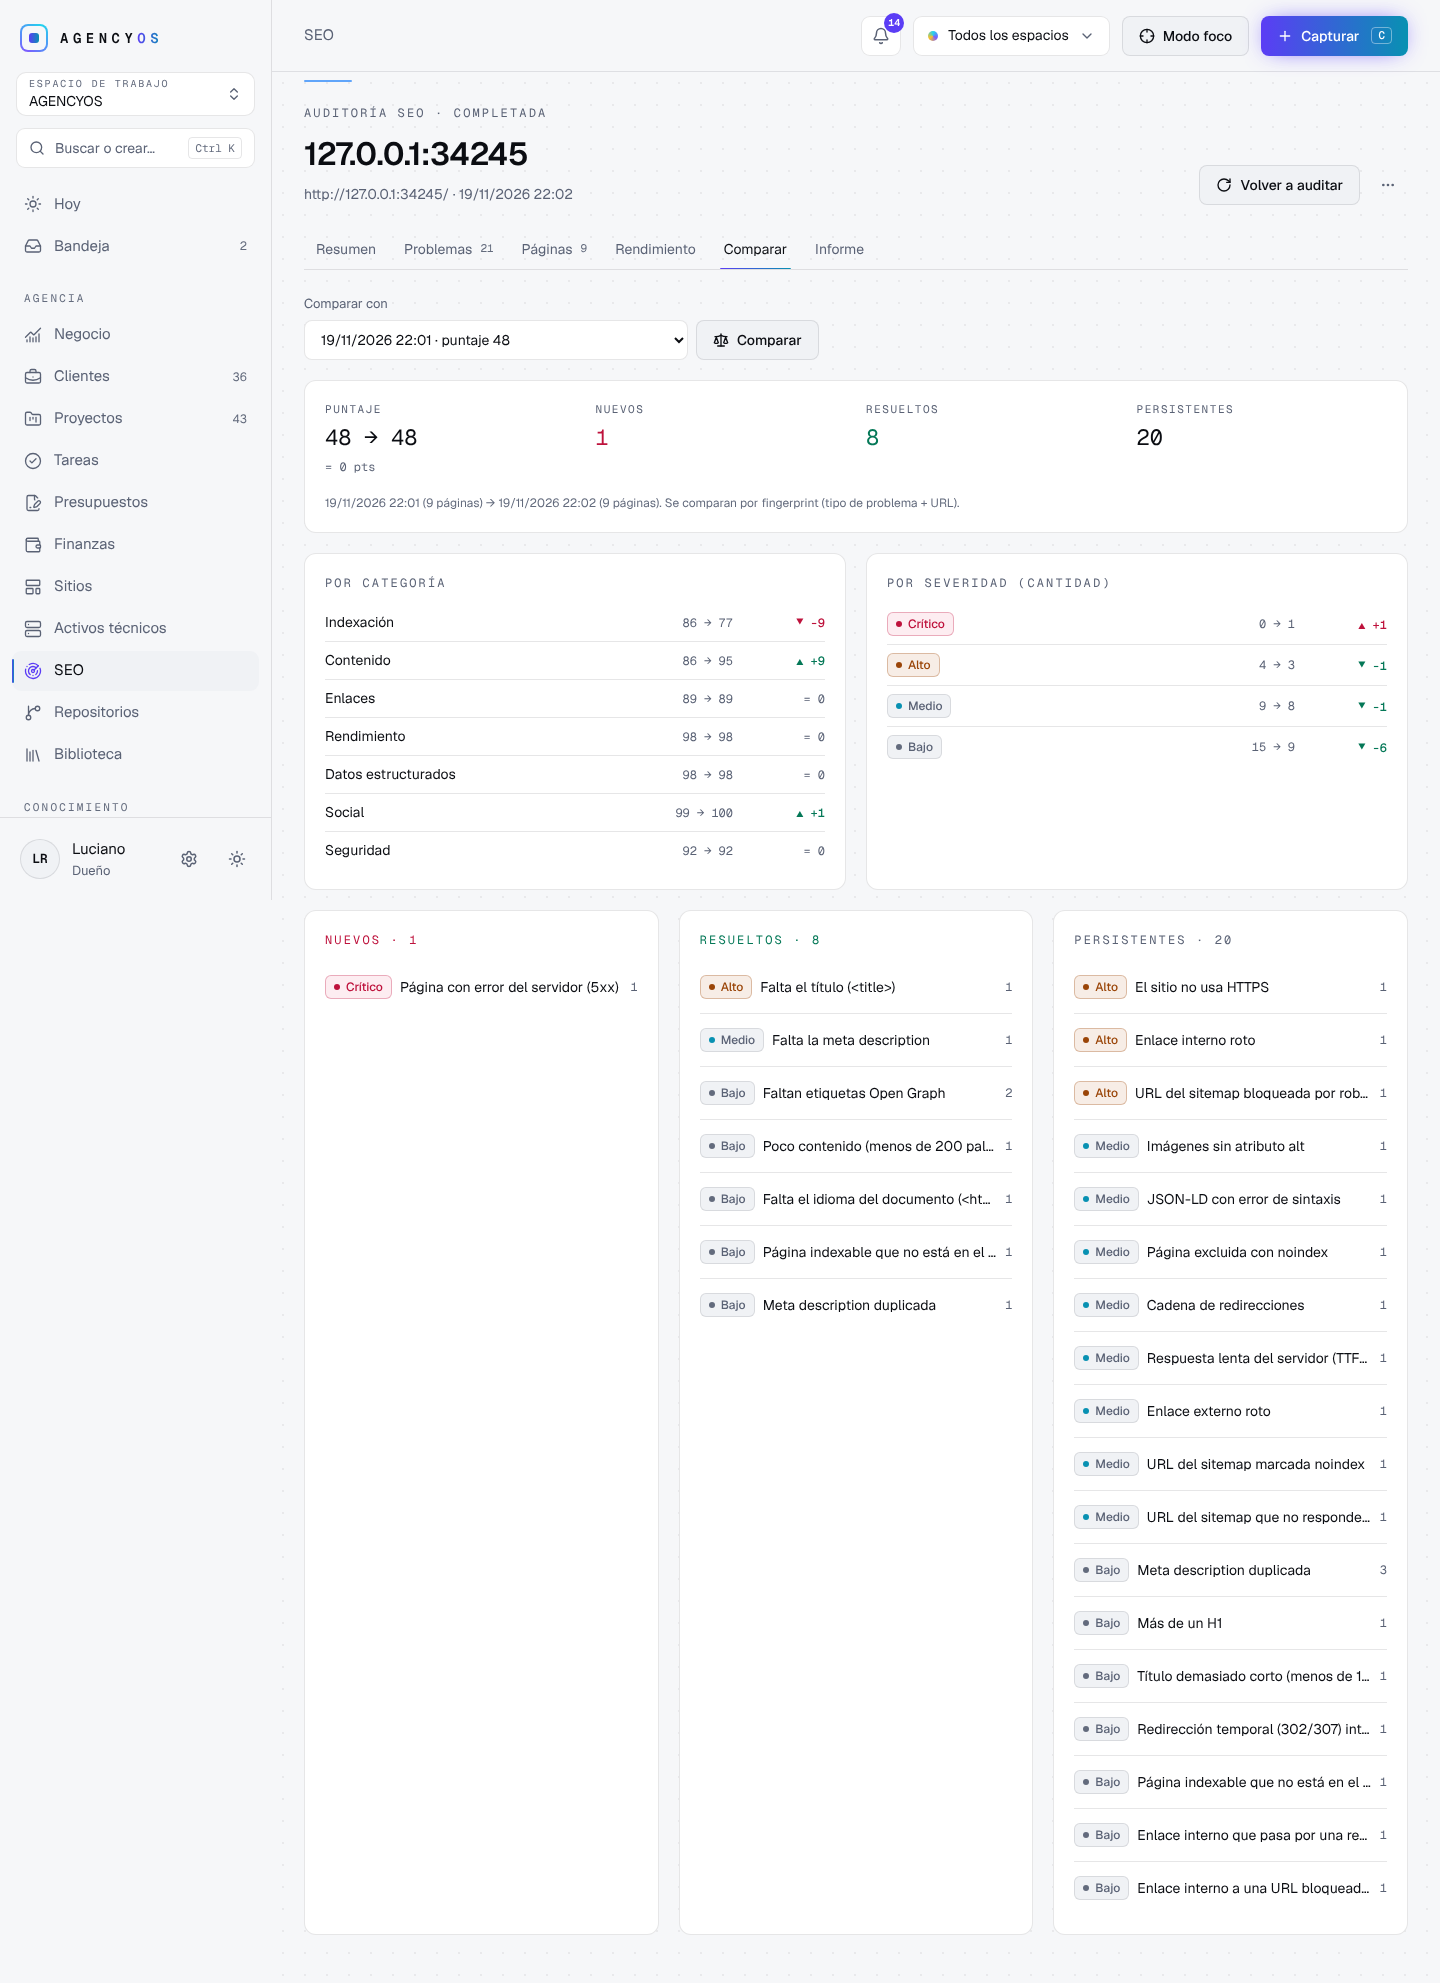 AGENCYOS
ESPACIO DE TRABAJO
AGENCYOS
Buscar o crear...
Ctrl K
Hoy
Bandeja 2
AGENCIA
Negocio
Clientes 36
Proyectos 43
Tareas
Presupuestos
Finanzas
Sitios
Activos técnicos
SEO
Repositorios
Biblioteca
CONOCIMIENTO
LR
Luciano
Dueño
SEO
14
Todos los espacios
Modo foco
Capturar C
AUDITORÍA SEO · COMPLETADA
127.0.0.1:34245
http://127.0.0.1:34245/ · 19/11/2026 22:02
Volver a auditar
Resumen
Problemas 21
Páginas 9
Rendimiento
Comparar
Informe
Comparar con
19/11/2026 22:01 · puntaje 48
Comparar
PUNTAJE
48 → 48
= 0 pts
NUEVOS
1
RESUELTOS
8
PERSISTENTES
20
19/11/2026 22:01 (9 páginas) → 19/11/2026 22:02 (9 páginas). Se comparan por fingerprint (tipo de problema + URL).
POR CATEGORÍA
Indexación 86 → 77 ▼ -9
Contenido 86 → 95 ▲ +9
Enlaces 89 → 89 = 0
Rendimiento 98 → 98 = 0
Datos estructurados 98 → 98 = 0
Social 99 → 100 ▲ +1
Seguridad 92 → 92 = 0
POR SEVERIDAD (CANTIDAD)
Crítico 0 → 1 ▲ +1
Alto 4 → 3 ▼ -1
Medio 9 → 8 ▼ -1
Bajo 15 → 9 ▼ -6
NUEVOS · 1
Crítico Página con error del servidor (5xx) 1
RESUELTOS · 8
Alto Falta el título (<title>) 1
Medio Falta la meta description 1
Bajo Faltan etiquetas Open Graph 2
Bajo Poco contenido (menos de 200 pal... 1
Bajo Falta el idioma del documento (<ht... 1
Bajo Página indexable que no está en el ... 1
Bajo Meta description duplicada 1
PERSISTENTES · 20
Alto El sitio no usa HTTPS 1
Alto Enlace interno roto 1
Alto URL del sitemap bloqueada por rob... 1
Medio Imágenes sin atributo alt 1
Medio JSON-LD con error de sintaxis 1
Medio Página excluida con noindex 1
Medio Cadena de redirecciones 1
Medio Respuesta lenta del servidor (TTF... 1
Medio Enlace externo roto 1
Medio URL del sitemap marcada noindex 1
Medio URL del sitemap que no responde... 1
Bajo Meta description duplicada 3
Bajo Más de un H1 1
Bajo Título demasiado corto (menos de 1... 1
Bajo Redirección temporal (302/307) int... 1
Bajo Página indexable que no está en el ... 1
Bajo Enlace interno que pasa por una re... 1
Bajo Enlace interno a una URL bloquead... 1